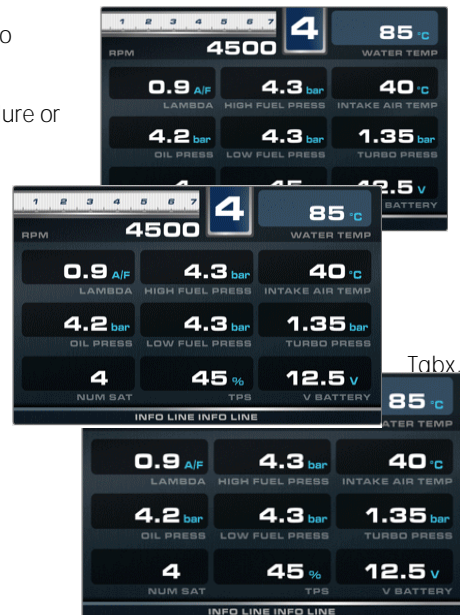 o
ure or
1 2 3 4 5 6 7 4 85 °C
RPM 4500 WATER TEMP
0.9 A/F 4.3 bar 40 °C
LAMBDA HIGH FUEL PRESS INTAKE AIR TEMP
4.2 bar 4.3 bar 1.35 bar
OIL PRESS LOW FUEL PRESS TURBO PRESS
12.5 V
BATTERY
1 2 3 4 5 6 7 4 85 °C
RPM 4500 WATER TEMP
0.9 A/F 4.3 bar 40 °C
LAMBDA HIGH FUEL PRESS INTAKE AIR TEMP
4.2 bar 4.3 bar 1.35 bar
OIL PRESS LOW FUEL PRESS TURBO PRESS
4 45 % 12.5 V
NUM SAT TPS V BATTERY
INFO LINE INFO LINE
Tabx.
85 °C
WATER TEMP
0.9 A/F 4.3 bar 40 °C
LAMBDA HIGH FUEL PRESS INTAKE AIR TEMP
4.2 bar 4.3 bar 1.35 bar
OIL PRESS LOW FUEL PRESS TURBO PRESS
4 45 % 12.5 V
NUM SAT TPS V BATTERY
INFO LINE INFO LINE